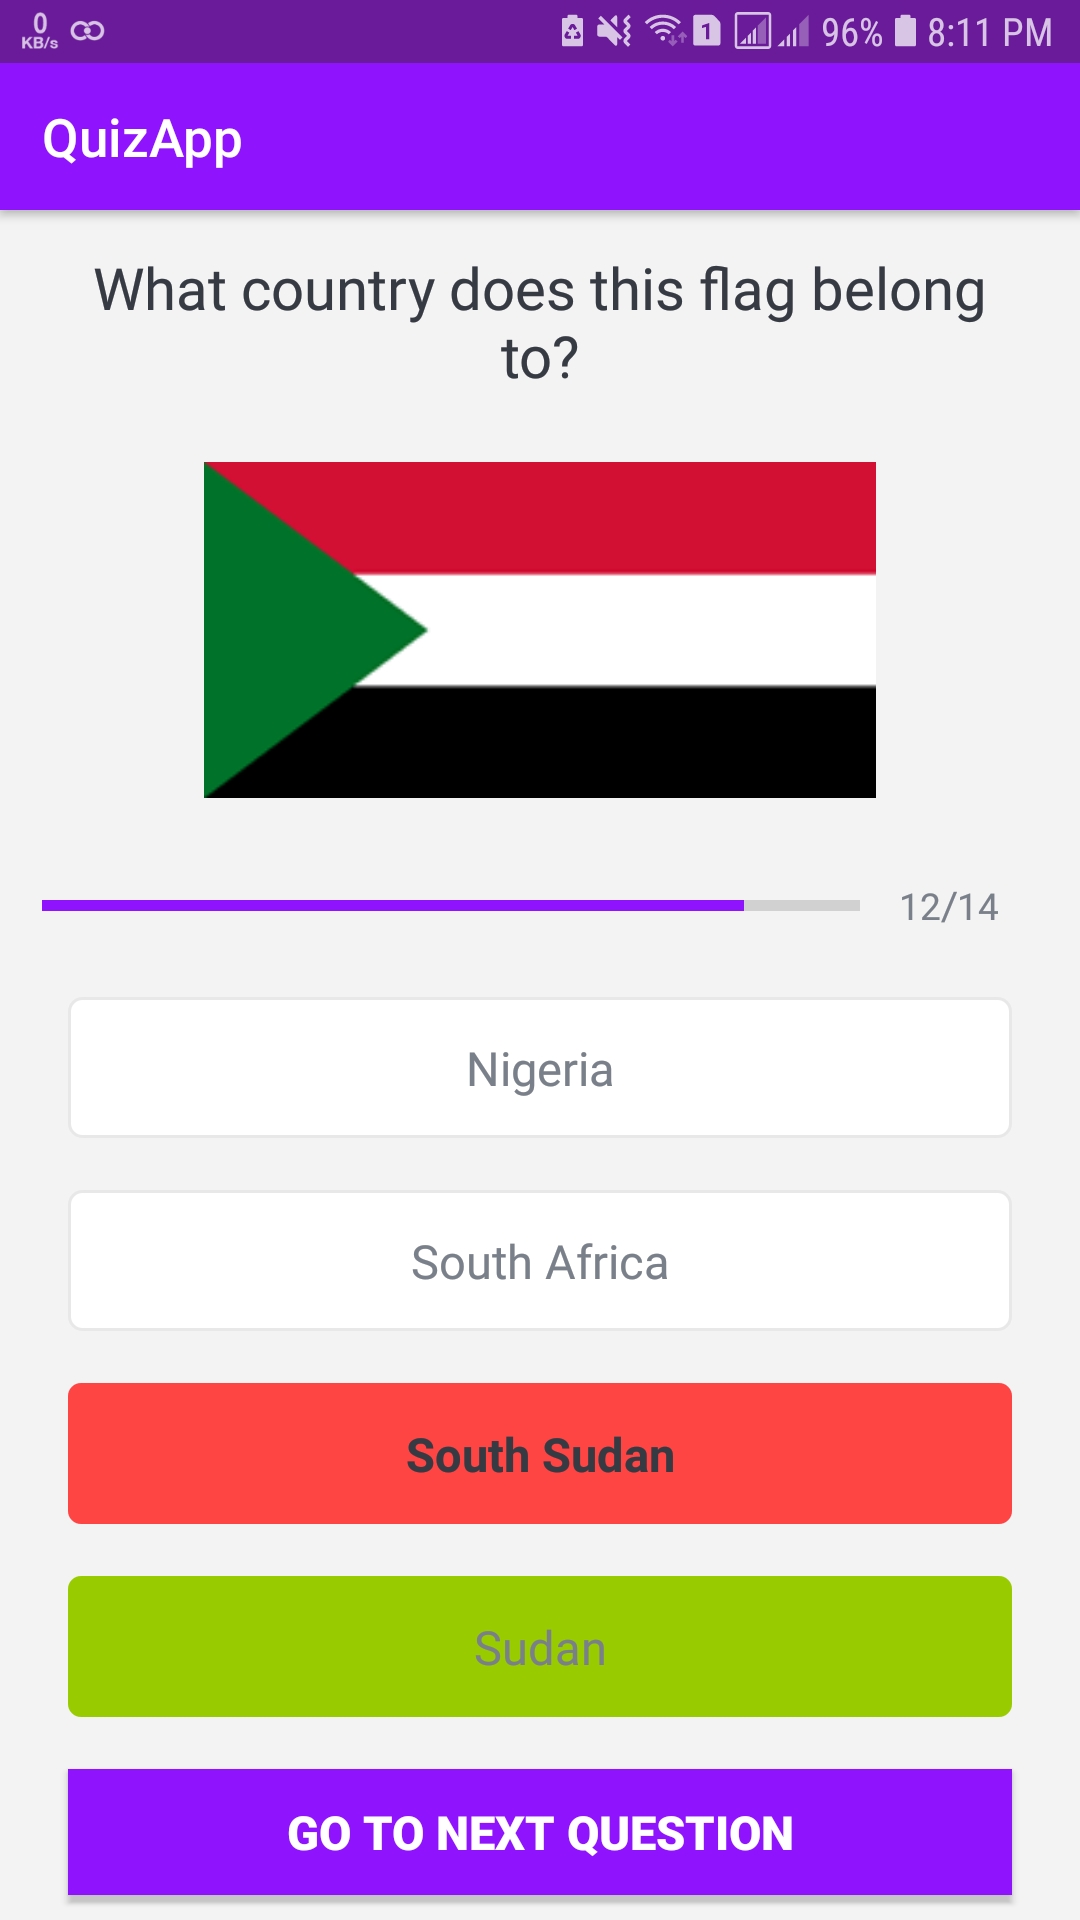 0
KB/s
1
96%
8:11 PM
QuizApp
What country does this flag belong
to?
12/14
Nigeria
South Africa
South Sudan
Sudan
GO TO NEXT QUESTION